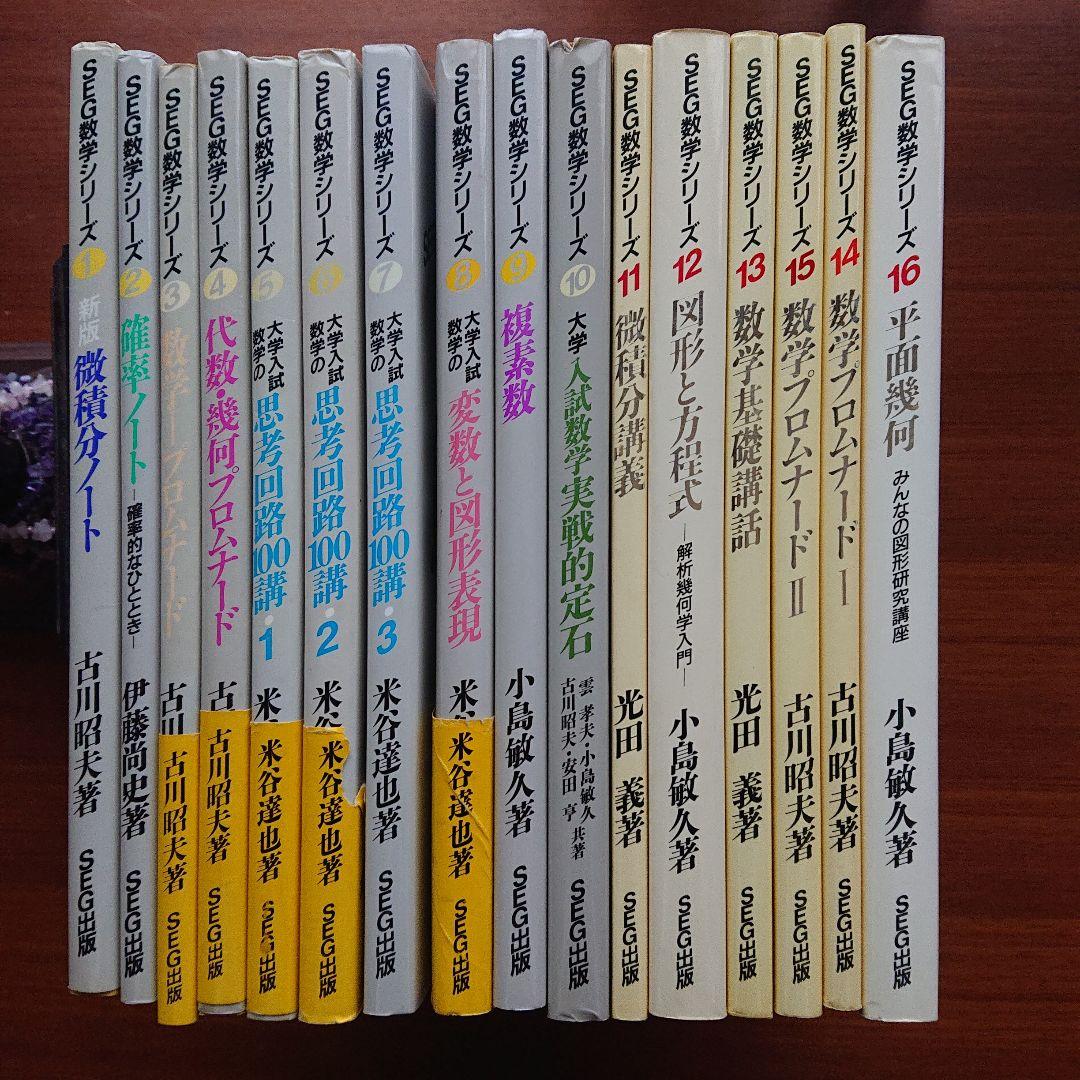 SEG数学シリーズ 1 新版 微積分ノート 古川昭夫著 SEG出版
SEG数学シリーズ 2 確率ノート ―確率的なひととき― 伊藤尚史著 SEG出版
SEG数学シリーズ 3 数学ープロムナード 古川 古川昭夫著 SEG出版
SEG数学シリーズ 4 代数・幾何プロムナード 古 古川昭夫著 SEG出版
SEG数学シリーズ 5 大学入試数学の 思考回路100講・1 米 米谷達也著 SEG出版
SEG数学シリーズ 6 大学入試数学の 思考回路100講・2 米谷 米谷達也著 SEG出版
SEG数学シリーズ 7 大学入試数学の 思考回路100講・3 米谷達也著 SEG出版
SEG数学シリーズ 8 大学入試数学の 変数と図形表現 米谷 米谷達也著 SEG出版
SEG数学シリーズ 9 複素数 小島敏久著 SEG出版
SEG数学シリーズ 10 大学入試数学実戦的定石 雲 孝夫・小島敏久 古川昭夫・安田 亨 共著 SEG出版
SEG数学シリーズ 11 微積分講義 光田 義著 SEG出版
SEG数学シリーズ 12 図形と方程式 ―解析幾何学入門― 小島敏久著 SEG出版
SEG数学シリーズ 13 数学基礎講話 光田 義著 SEG出版
SEG数学シリーズ 15 数学プロムナード II 古川昭夫著 SEG出版
SEG数学シリーズ 14 数学プロムナード I 古川昭夫著 SEG出版
SEG数学シリーズ 16 平面幾何 みんなの図形研究講座 小島敏久著 SEG出版